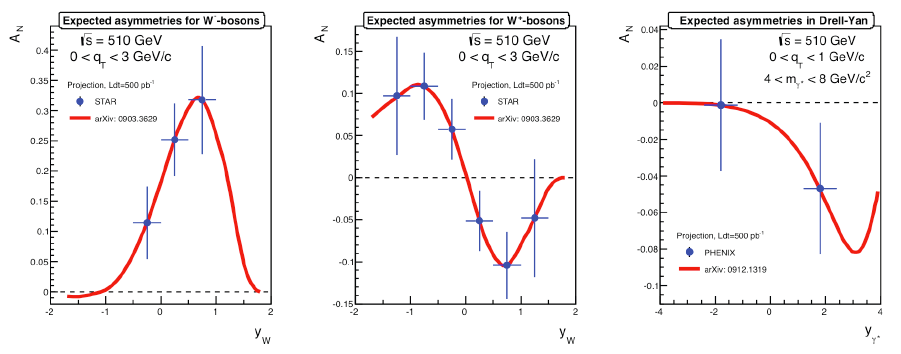 Expected asymmetries for W⁻-bosons
A_N
√s = 510 GeV
0 < q_T < 3 GeV/c
Projection, Ldt=500 pb⁻¹
STAR
arXiv: 0903.3629
0.4
0.35
0.3
0.25
0.2
0.15
0.1
0.05
0
-2 -1 0 1 2
y_W
Expected asymmetries for W⁺-bosons
A_N
√s = 510 GeV
0 < q_T < 3 GeV/c
Projection, Ldt=500 pb⁻¹
STAR
arXiv: 0903.3629
0.15
0.1
0.05
0
-0.05
-0.1
-0.15
-2 -1 0 1 2
y_W
Expected asymmetries in Drell-Yan
A_N
√s = 510 GeV
0 < q_T < 1 GeV/c
4 < m_γ* < 8 GeV/c²
0.04
0.02
0
-0.02
-0.04
-0.06
-0.08
-0.1
Projection, Ldt=500 pb⁻¹
PHENIX
arXiv: 0912.1319
-4 -2 0 2 4
y_γ*